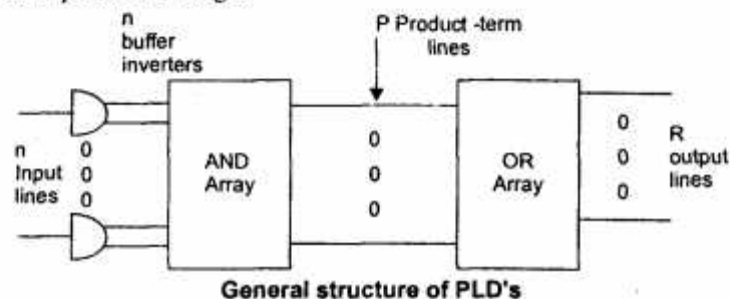 n
buffer
inverters
P Product -term
lines
n
Input
lines
0
0
0
AND
Array
0
0
0
OR
Array
0
0
0
R
output
lines
General structure of PLD's